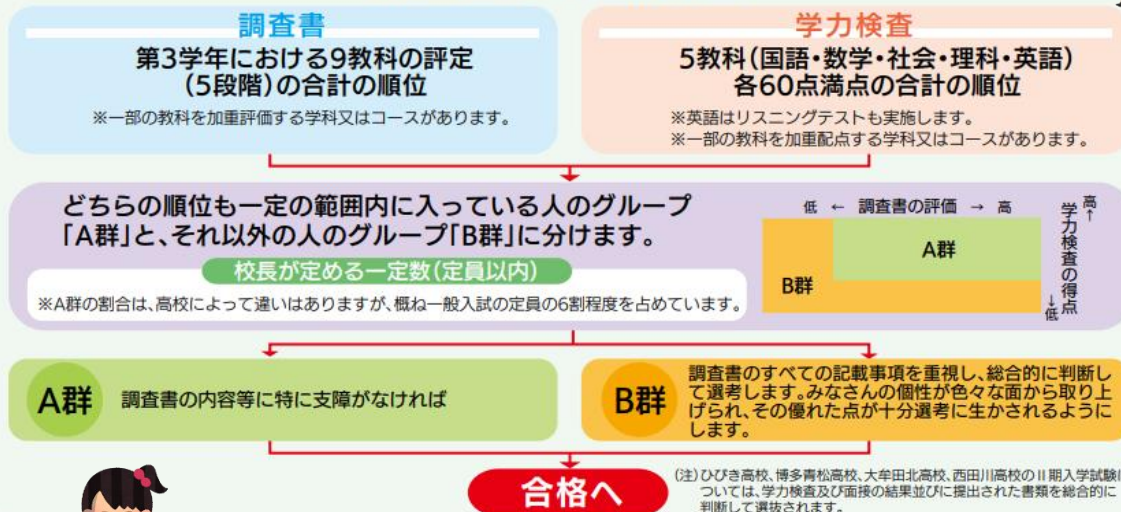 調査書
第3学年における9教科の評定
(5段階)の合計の順位
※一部の教科を加重評価する学科又はコースがあります。
学力検査
5教科(国語・数学・社会・理科・英語)
各60点満点の合計の順位
※英語はリスニングテストも実施します。
※一部の教科を加重配点する学科又はコースがあります。
どちらの順位も一定の範囲内に入っている人のグループ
「A群」と、それ以外の人のグループ「B群」に分けます。
校長が定める一定数(定員以内)
※A群の割合は、高校によって違いはありますが、概ね一般入試の定員の6割程度を占めています。
低 ← 調査書の評価 → 高
A群
B群
高↑
学力検査の得点
↓低
A群
調査書の内容等に特に支障がなければ
B群
調査書のすべての記載事項を重視し、総合的に判断し
て選考します。みなさんの個性が色々な面から取り上
げられ、その優れた点が十分選考に生かされるように
します。
合格へ
(注)ひびき高校、博多青松高校、大牟田北高校、西田川高校のⅡ期入学試験に
ついては、学力検査及び面接の結果並びに提出された書類を総合的に
判断して選抜されます。